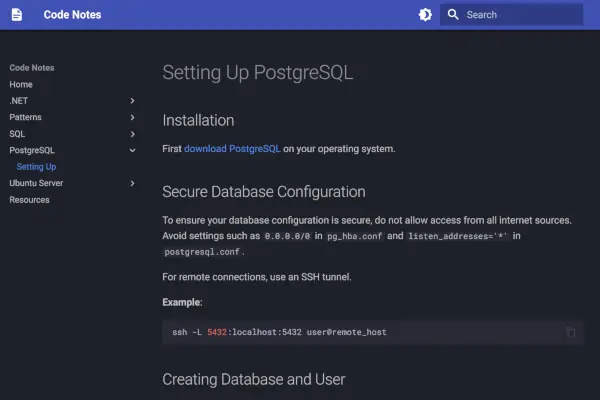 Code Notes
Search
Code Notes
Home
.NET
Patterns
SQL
PostgreSQL
Setting Up
Ubuntu Server
Resources
Setting Up PostgreSQL
Installation
First download PostgreSQL on your operating system.
Secure Database Configuration
To ensure your database configuration is secure, do not allow access from all internet sources.
Avoid settings such as 0.0.0.0/0 in pg_hba.conf and listen_addresses='*' in
postgresql.conf.
For remote connections, use an SSH tunnel.
Example:
ssh -L 5432:localhost:5432 user@remote_host
Creating Database and User